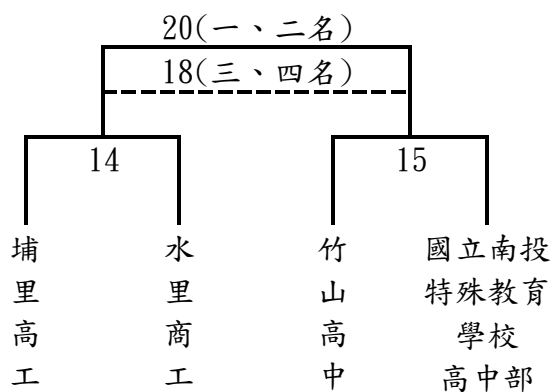 20(一、二名)
18(三、四名)
14
15
埔里高工
水里商工
竹山高中
國立南投
特殊教育
學校
高中部